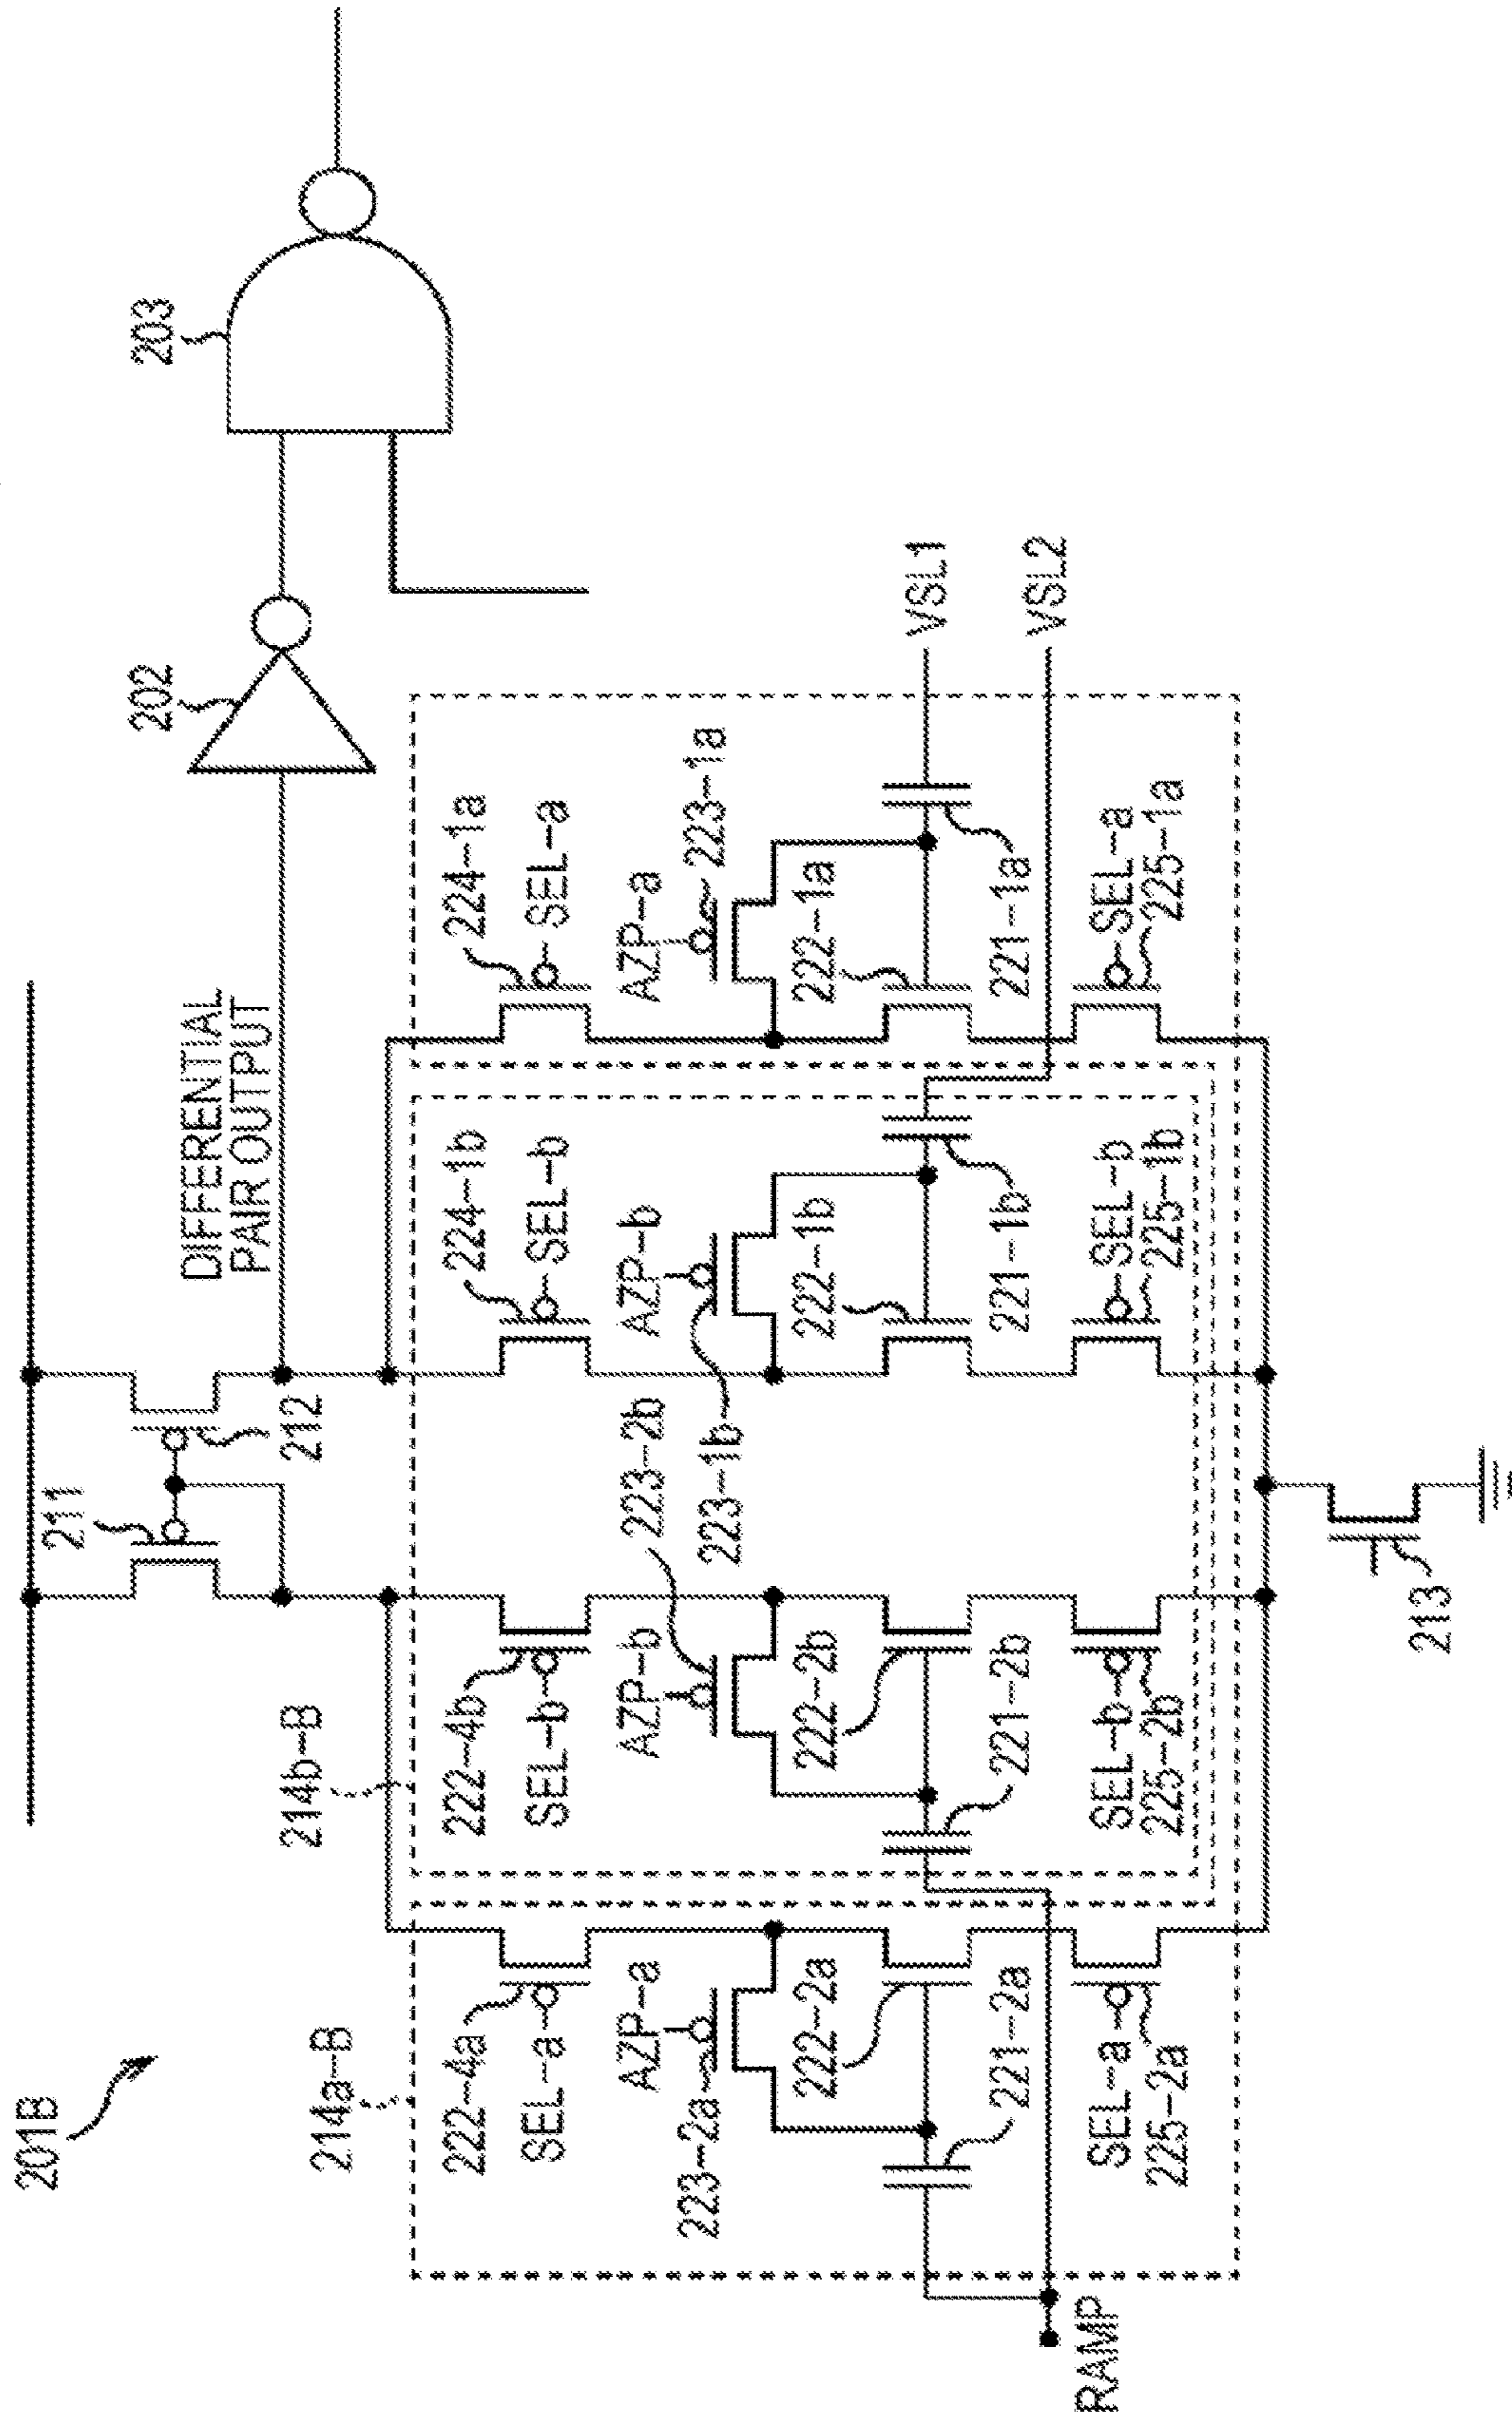 201B
211
212
DIFFERENTIAL
PAIR OUTPUT
202
203
214a-B
214b-B
222-4a
SEL-a
222-4b
SEL-b
224-1b
SEL-b
224-1a
SEL-a
AZP-a
223-2a
AZP-b
223-2b
223-1b
AZP-b
AZP-a
223-1a
222-2a
222-2b
222-1b
222-1a
221-2a
221-2b
221-1b
221-1a
VSL1
VSL2
RAMP
SEL-a
225-2a
SEL-b
225-2b
SEL-b
225-1b
SEL-a
225-1a
213